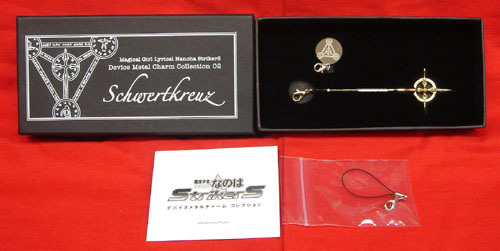 Magical Girl Lyrical Nanoha StrikerS
Device Metal Charm Collection 02
Schwertkreuz
なのは
StrikerS
デバイスメタルチャーム コレクション